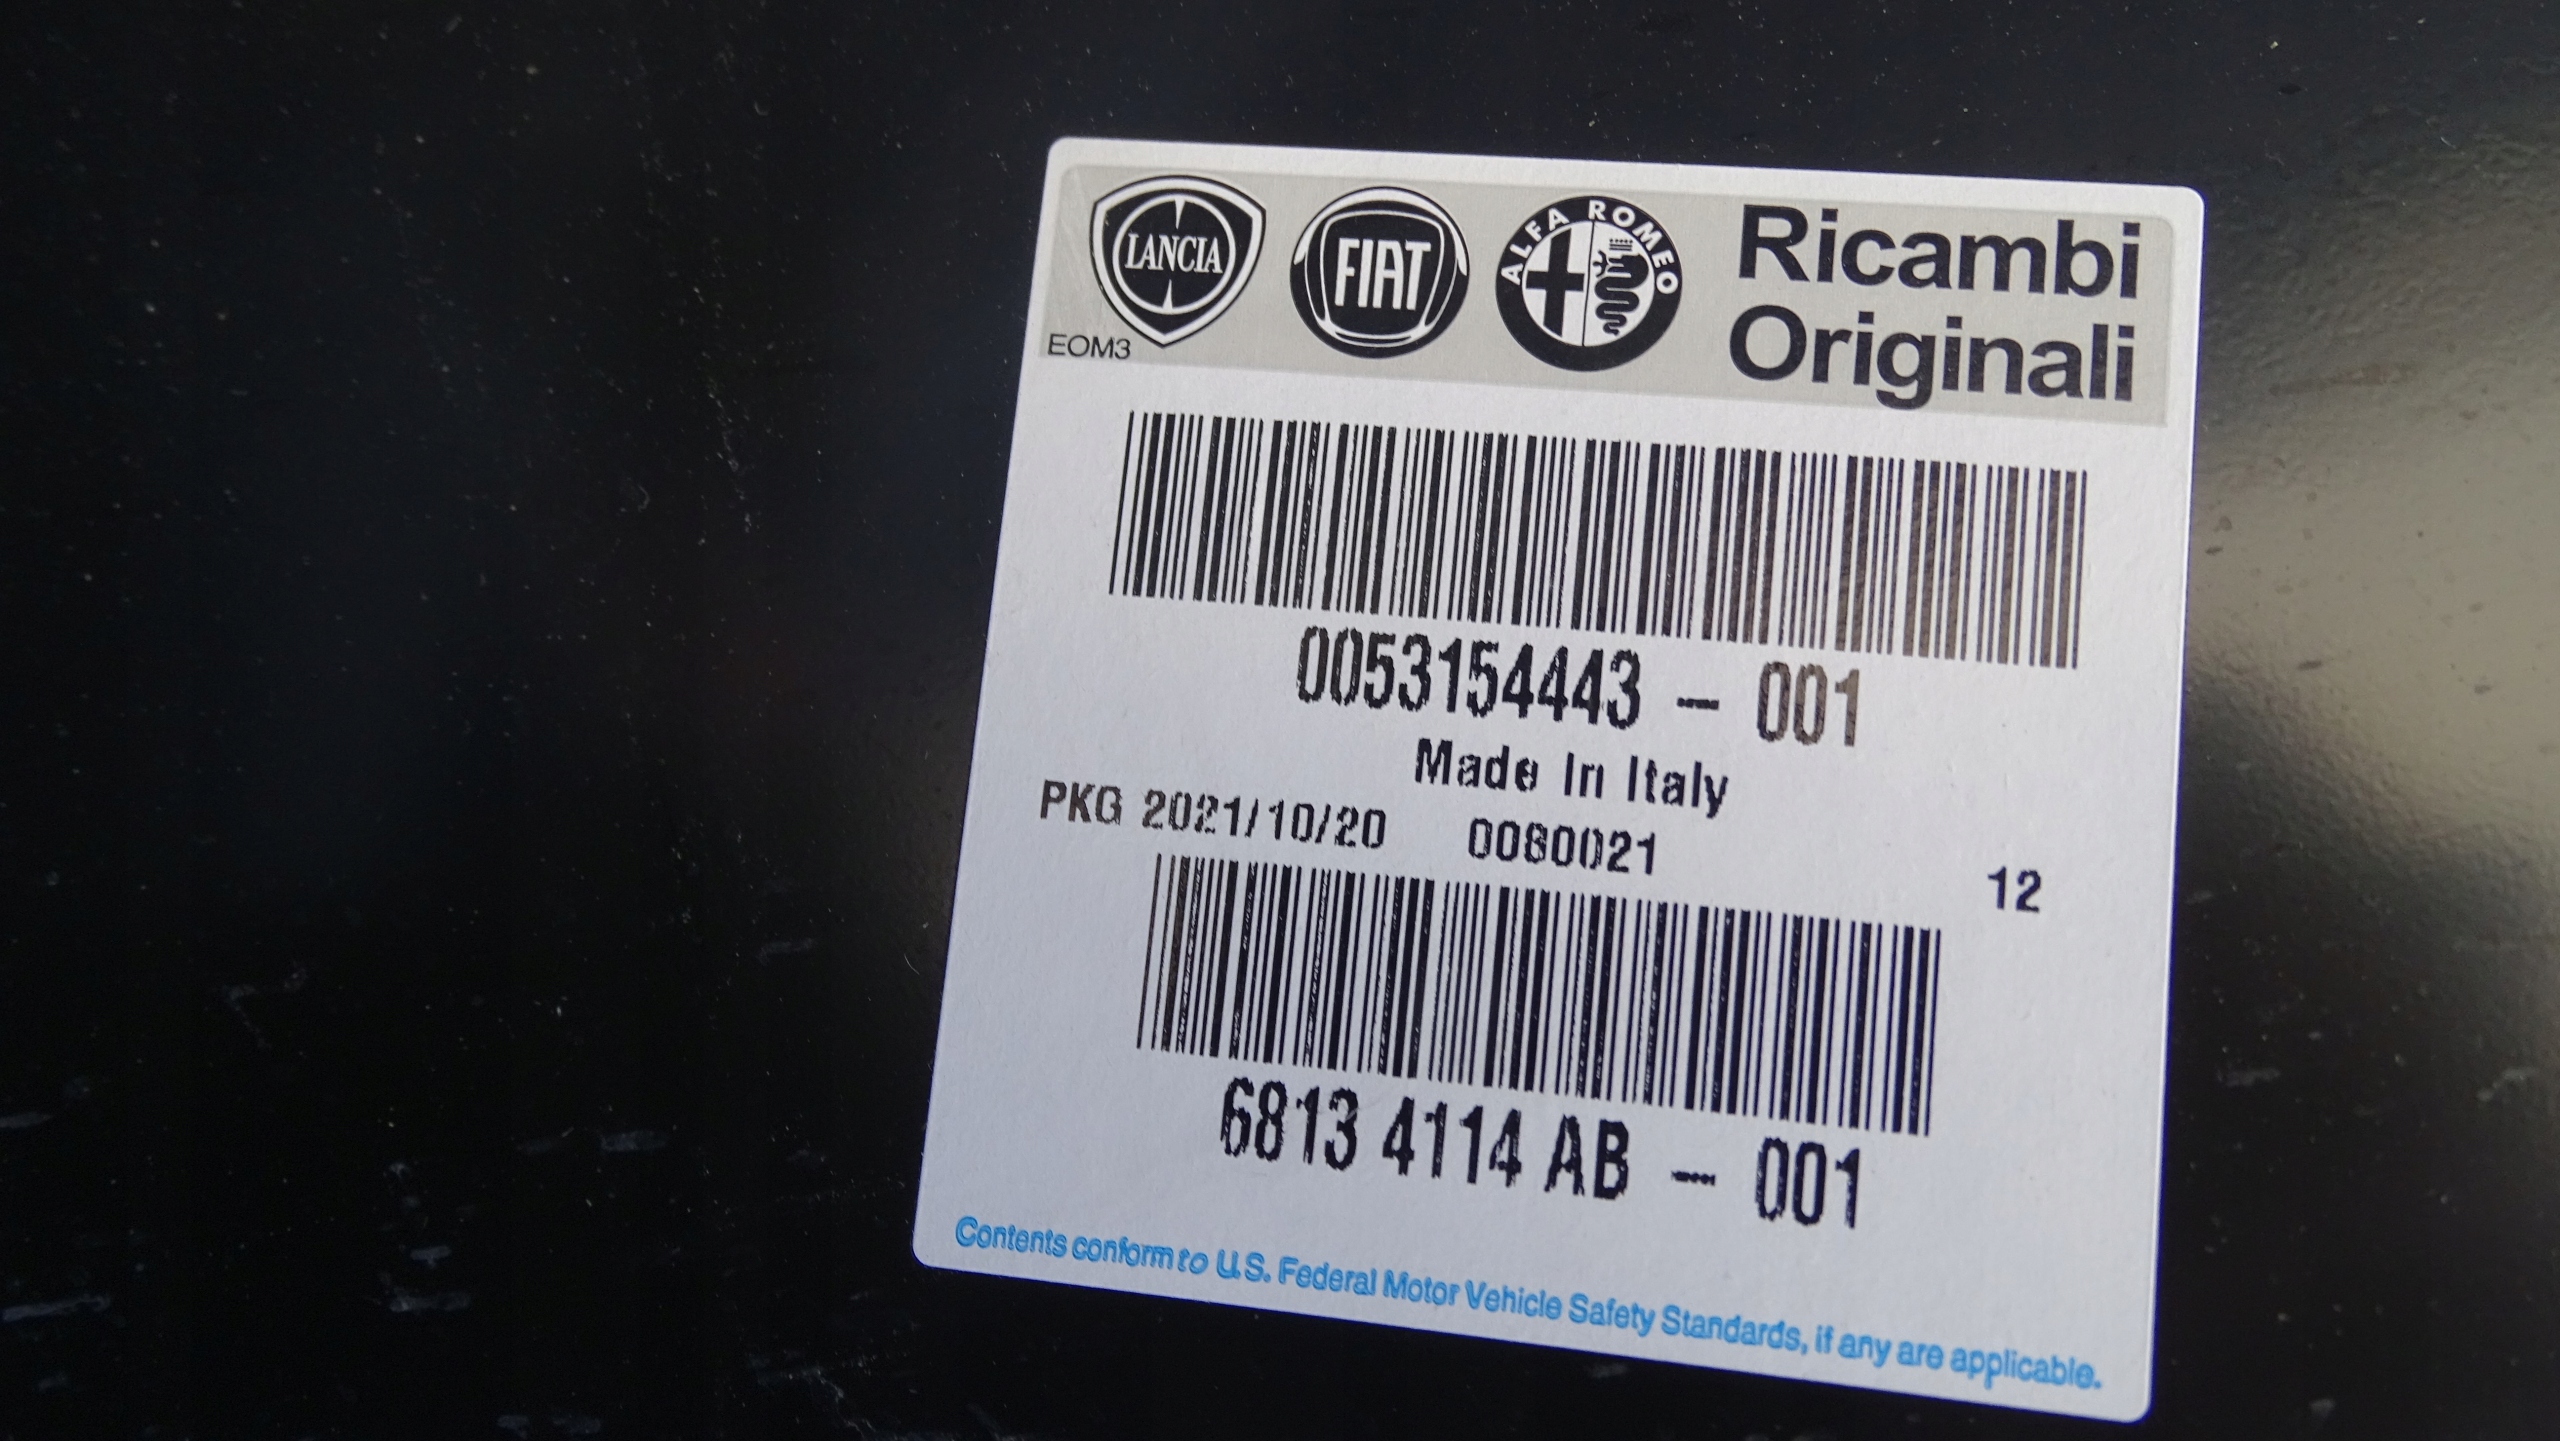 LANCIA
FIAT
ALFA ROMEO
Ricambi
Originali
EOM3
0053154443 - 001
Made In Italy
PKG 2021/10/20 0080021
12
6813 4114 AB - 001
Contents conform to U.S. Federal Motor Vehicle Safety Standards, if any are applicable.